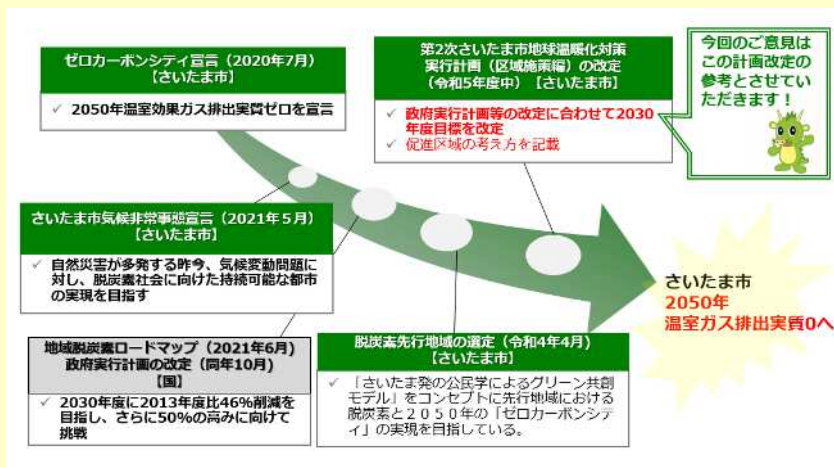 ゼロカーボンシティ宣言（2020年7月）
【さいたま市】
✓ 2050年温室効果ガス排出実質ゼロを宣言
第2次さいたま市地球温暖化対策
実行計画（区域施策編）の改定
（令和5年度中）【さいたま市】
✓ 政府実行計画等の改定に合わせて2030
年度目標を改定
✓ 促進区域の考え方を記載
今回のご意見は
この計画改定の
参考とさせてい
ただきます！
さいたま市気候非常事態宣言（2021年5月）
【さいたま市】
✓ 自然災害が多発する昨今、気候変動問題に
対し、脱炭素社会に向けた持続可能な都市
の実現を目指す
地域脱炭素ロードマップ（2021年6月)
政府実行計画の改定（同年10月)
【国】
✓ 2030年度に2013年度比46%削減を
目指し、さらに50%の高みに向けて
挑戦
脱炭素先行地域の選定（令和4年4月)
【さいたま市】
✓ 「さいたま発の公民学によるグリーン共創
モデル」をコンセプトに先行地域における
脱炭素と２０５０年の「ゼロカーボンシ
ティ」の実現を目指している。
さいたま市
2050年
温室ガス排出実質0へ